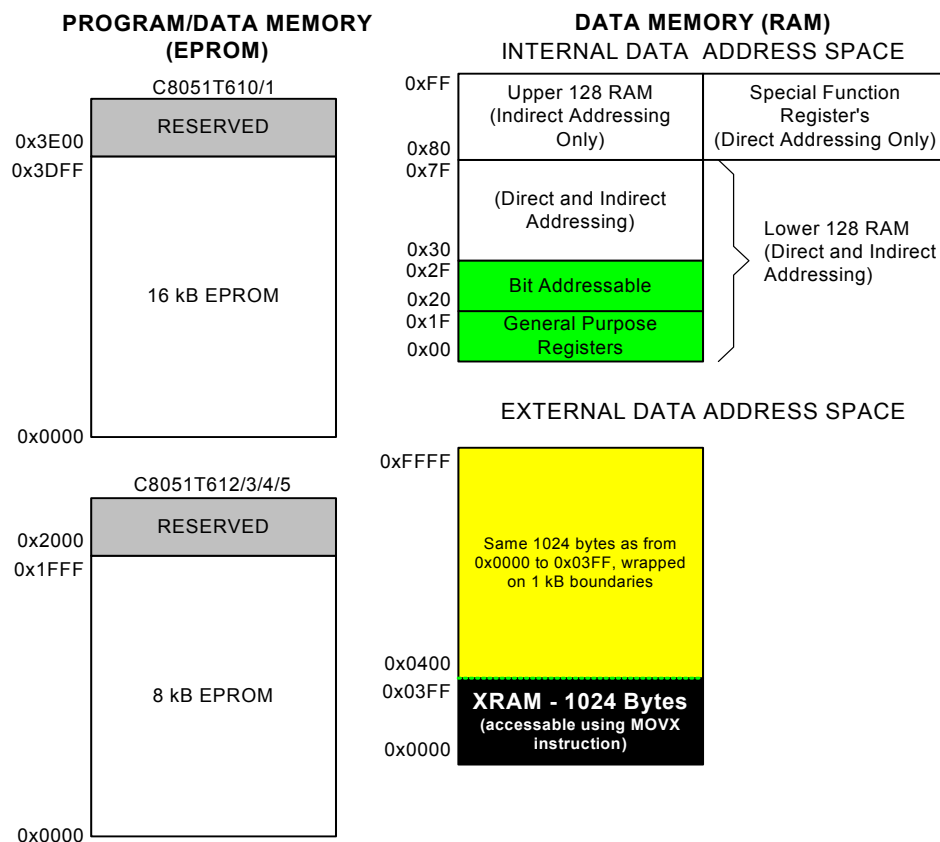 PROGRAM/DATA MEMORY
(EPROM)
C8051T610/1
RESERVED
0x3E00
0x3DFF
16 kB EPROM
0x0000
C8051T612/3/4/5
RESERVED
0x2000
0x1FFF
8 kB EPROM
0x0000
DATA MEMORY (RAM)
INTERNAL DATA ADDRESS SPACE
0xFF
Upper 128 RAM
(Indirect Addressing
Only)
Special Function
Register's
(Direct Addressing Only)
0x80
0x7F
(Direct and Indirect
Addressing)
Lower 128 RAM
(Direct and Indirect
Addressing)
0x30
0x2F
Bit Addressable
0x20
0x1F
General Purpose
Registers
0x00
EXTERNAL DATA ADDRESS SPACE
0xFFFF
Same 1024 bytes as from
0x0000 to 0x03FF, wrapped
on 1 kB boundaries
0x0400
0x03FF
XRAM - 1024 Bytes
(accessable using MOVX
instruction)
0x0000